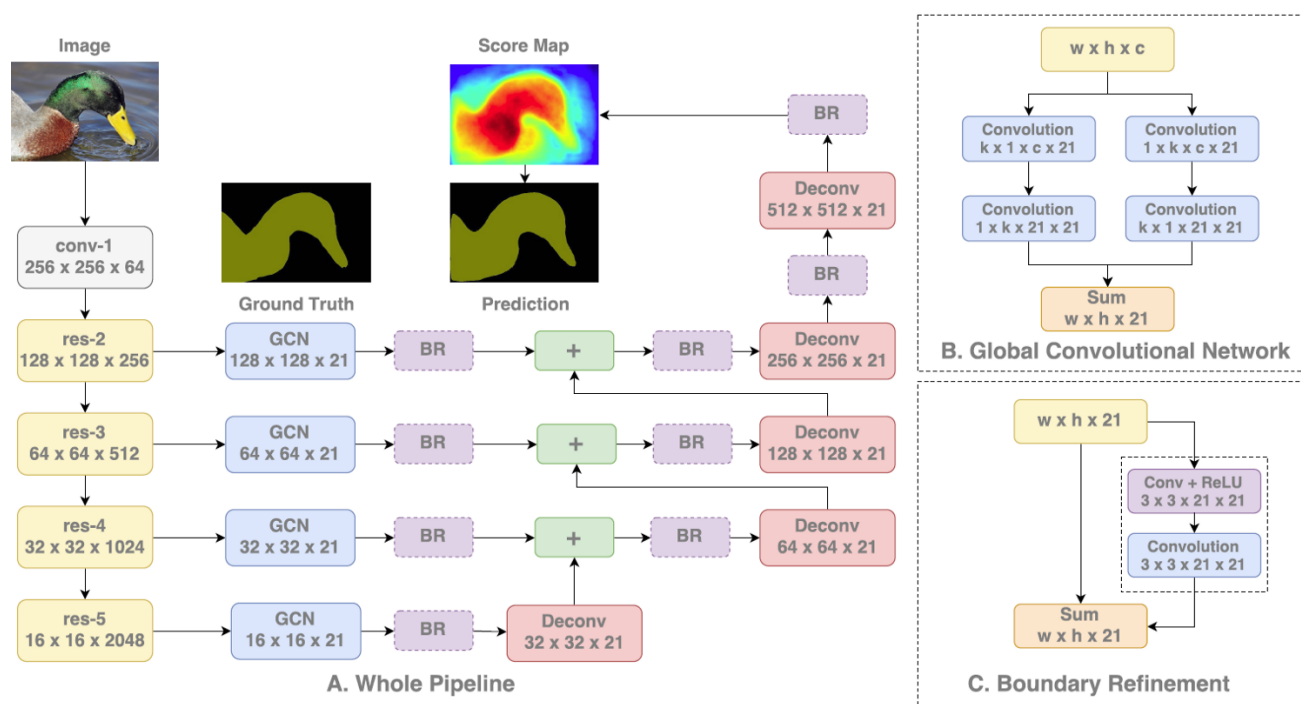 Image
Score Map
BR
Deconv
512 x 512 x 21
conv-1
256 x 256 x 64
BR
Ground Truth
Prediction
res-2
128 x 128 x 256
GCN
128 x 128 x 21
BR
+
BR
Deconv
256 x 256 x 21
res-3
64 x 64 x 512
GCN
64 x 64 x 21
BR
+
BR
Deconv
128 x 128 x 21
res-4
32 x 32 x 1024
GCN
32 x 32 x 21
BR
+
BR
Deconv
64 x 64 x 21
res-5
16 x 16 x 2048
GCN
16 x 16 x 21
BR
Deconv
32 x 32 x 21
A. Whole Pipeline
w x h x c
Convolution
k x 1 x c x 21
Convolution
1 x k x c x 21
Convolution
1 x k x 21 x 21
Convolution
k x 1 x 21 x 21
Sum
w x h x 21
B. Global Convolutional Network
w x h x 21
Conv + ReLU
3 x 3 x 21 x 21
Convolution
3 x 3 x 21 x 21
Sum
w x h x 21
C. Boundary Refinement